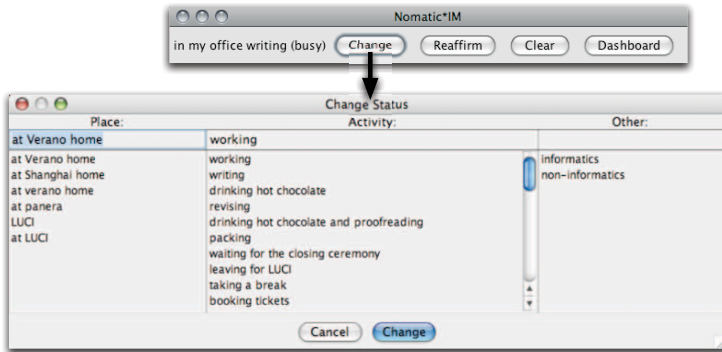 Nomatic*IM
in my office writing (busy) Change Reaffirm Clear Dashboard
Change Status
Place: Activity: Other:
at Verano home working
at Verano home working informatics
at Shanghai home writing non-informatics
at verano home drinking hot chocolate
at panera revising
LUCI drinking hot chocolate and proofreading
at LUCI packing
waiting for the closing ceremony
leaving for LUCI
taking a break
booking tickets
Cancel Change